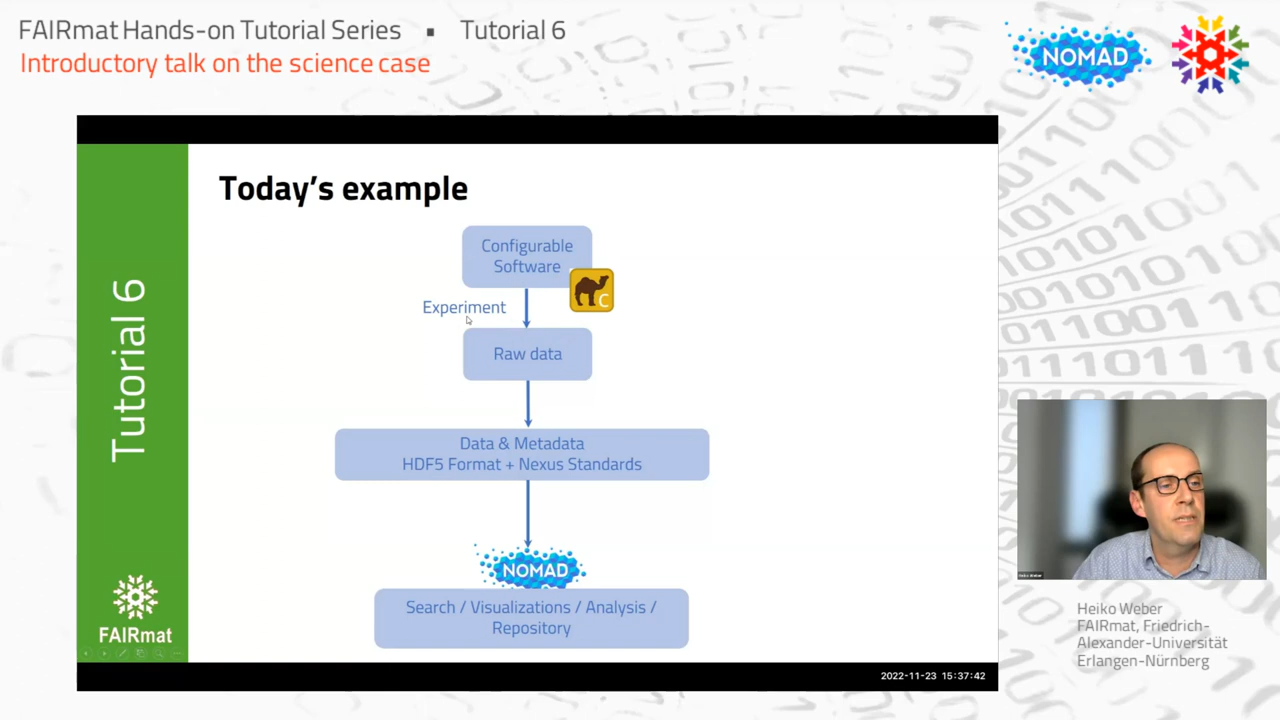 FAIRmat Hands-on Tutorial Series ▪ Tutorial 6
Introductory talk on the science case
NOMAD
Tutorial 6
FAIRmat
Today's example
Configurable
Software
C
Experiment
Raw data
Data & Metadata
HDF5 Format + Nexus Standards
NOMAD
Search / Visualizations / Analysis /
Repository
2022-11-23 15:37:42
Heiko Weber
Heiko Weber
FAIRmat, Friedrich-
Alexander-Universität
Erlangen-Nürnberg